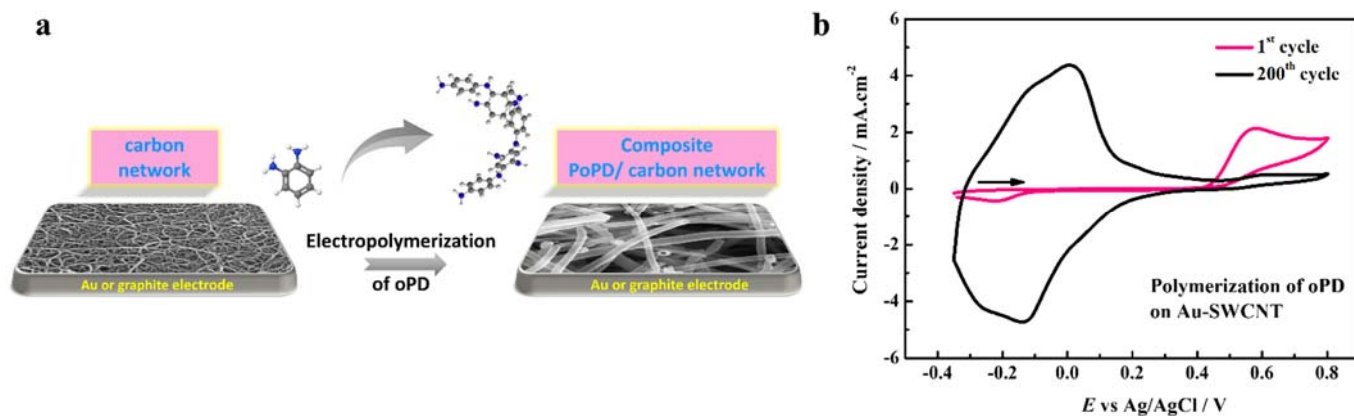 a
carbon
network
Composite
PoPD/ carbon network
Electropolymerization
of oPD
Au or graphite electrode
Au or graphite electrode
b
1st cycle
200th cycle
Current density / mA.cm-2
6
4
2
0
-2
-4
-6
Polymerization of oPD
on Au-SWCNT
-0.4 -0.2 0.0 0.2 0.4 0.6 0.8
E vs Ag/AgCl / V